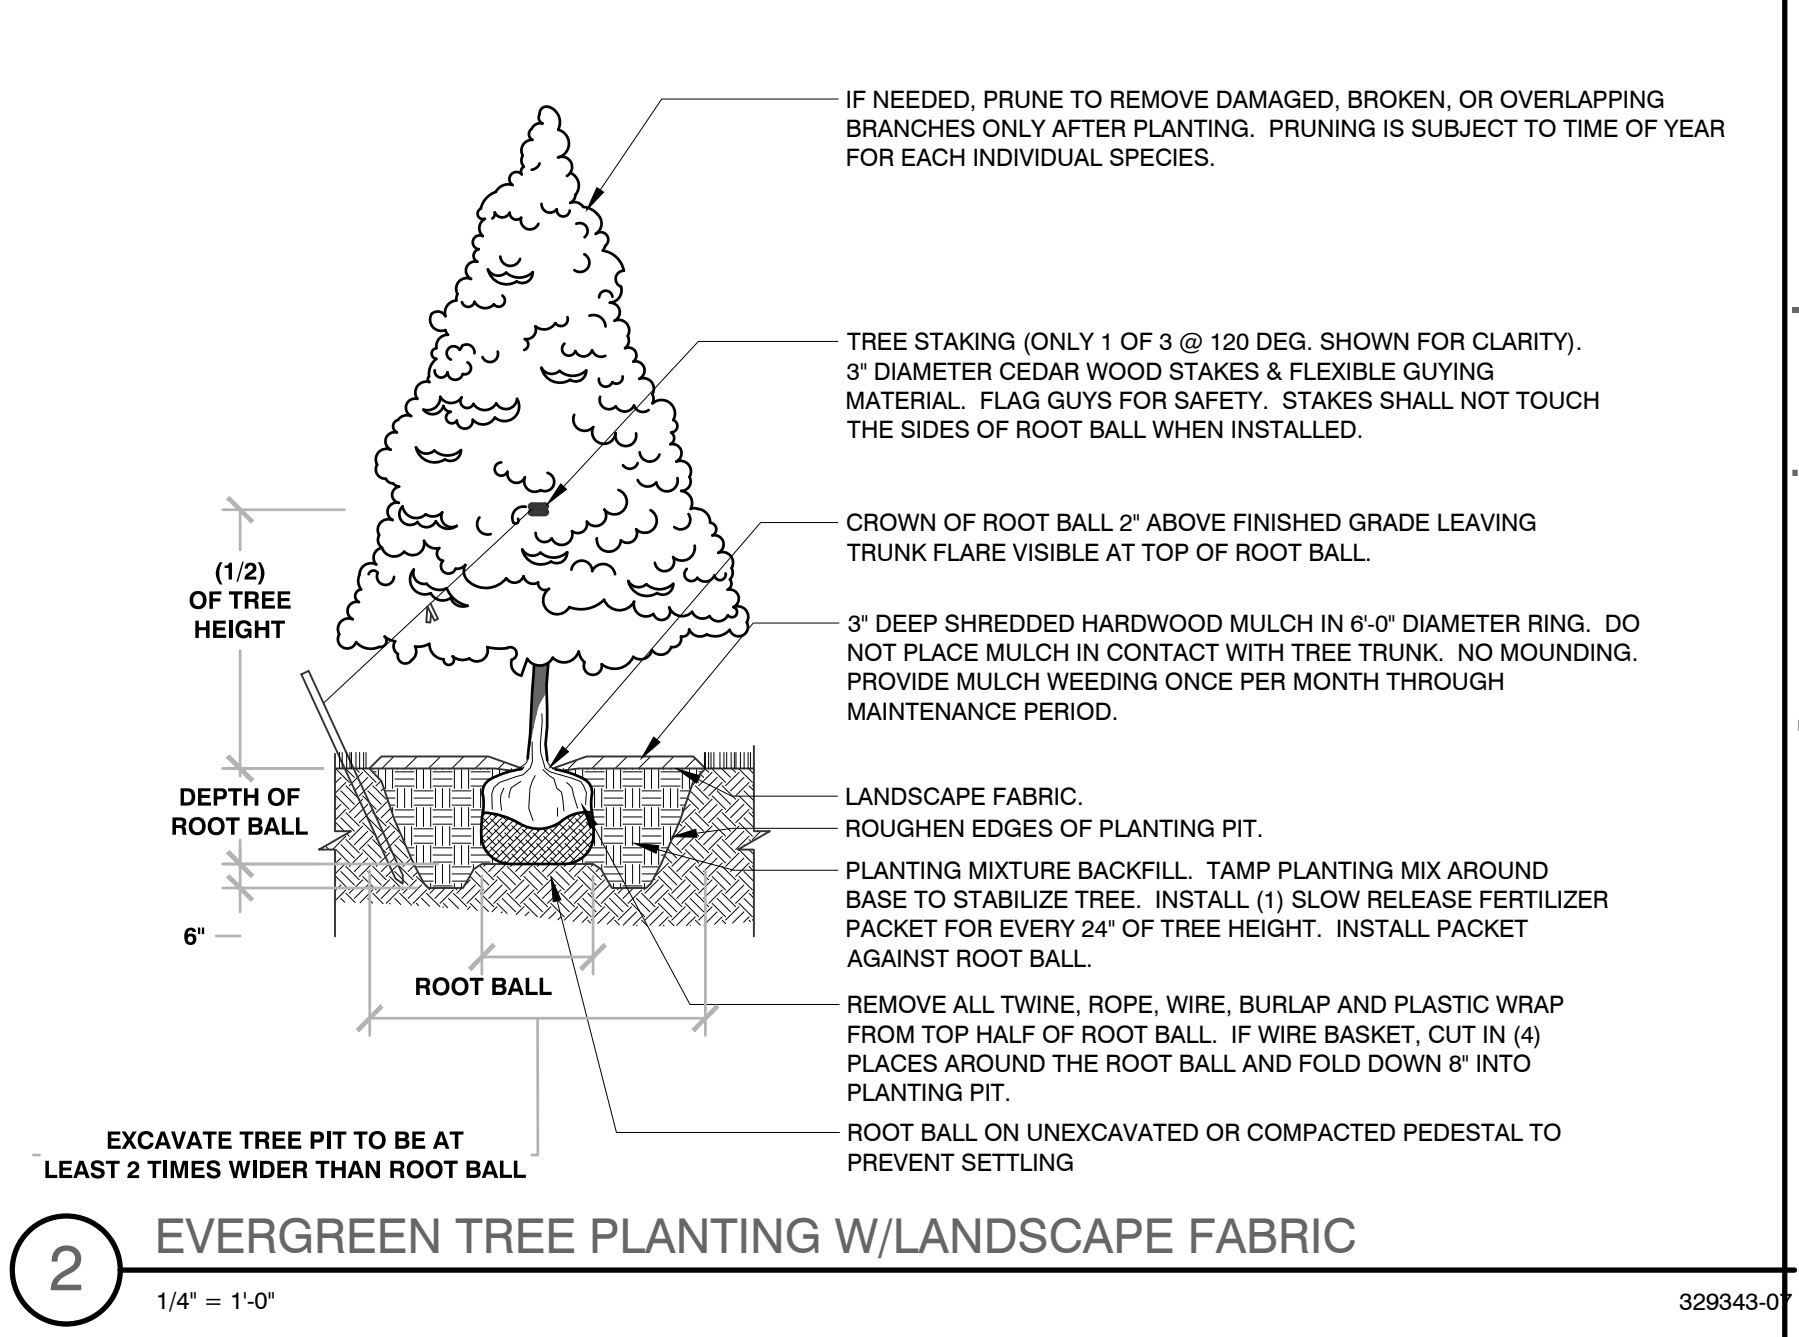 IF NEEDED, PRUNE TO REMOVE DAMAGED, BROKEN, OR OVERLAPPING
BRANCHES ONLY AFTER PLANTING.  PRUNING IS SUBJECT TO TIME OF YEAR
FOR EACH INDIVIDUAL SPECIES.
TREE STAKING (ONLY 1 OF 3 @ 120 DEG. SHOWN FOR CLARITY).
3" DIAMETER CEDAR WOOD STAKES & FLEXIBLE GUYING
MATERIAL.  FLAG GUYS FOR SAFETY.  STAKES SHALL NOT TOUCH
THE SIDES OF ROOT BALL WHEN INSTALLED.
CROWN OF ROOT BALL 2" ABOVE FINISHED GRADE LEAVING
TRUNK FLARE VISIBLE AT TOP OF ROOT BALL.
(1/2)
OF TREE
HEIGHT
3" DEEP SHREDDED HARDWOOD MULCH IN 6'-0" DIAMETER RING.  DO
NOT PLACE MULCH IN CONTACT WITH TREE TRUNK.  NO MOUNDING.
PROVIDE MULCH WEEDING ONCE PER MONTH THROUGH
MAINTENANCE PERIOD.
DEPTH OF
ROOT BALL
LANDSCAPE FABRIC.
ROUGHEN EDGES OF PLANTING PIT.
PLANTING MIXTURE BACKFILL.  TAMP PLANTING MIX AROUND
BASE TO STABILIZE TREE.  INSTALL (1) SLOW RELEASE FERTILIZER
PACKET FOR EVERY 24" OF TREE HEIGHT.  INSTALL PACKET
AGAINST ROOT BALL.
6"
ROOT BALL
REMOVE ALL TWINE, ROPE, WIRE, BURLAP AND PLASTIC WRAP
FROM TOP HALF OF ROOT BALL.  IF WIRE BASKET, CUT IN (4)
PLACES AROUND THE ROOT BALL AND FOLD DOWN 8" INTO
PLANTING PIT.
ROOT BALL ON UNEXCAVATED OR COMPACTED PEDESTAL TO
PREVENT SETTLING
EXCAVATE TREE PIT TO BE AT
LEAST 2 TIMES WIDER THAN ROOT BALL
2
EVERGREEN TREE PLANTING W/LANDSCAPE FABRIC
1/4" = 1'-0"
329343-07